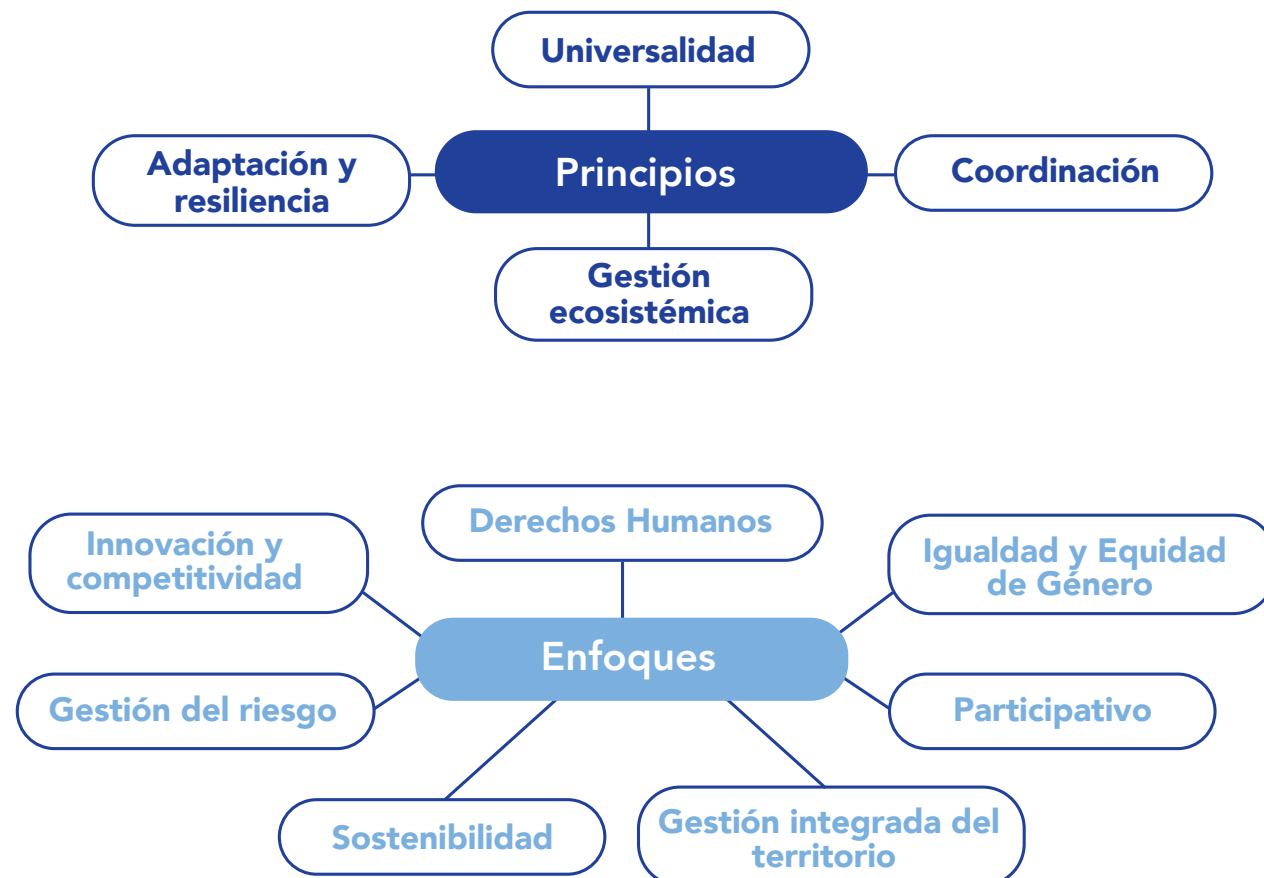 Universalidad
Adaptación y
resiliencia
Principios
Coordinación
Gestión
ecosistémica
Derechos Humanos
Innovación y
competitividad
Igualdad y Equidad
de Género
Enfoques
Gestión del riesgo
Participativo
Sostenibilidad
Gestión integrada del
territorio